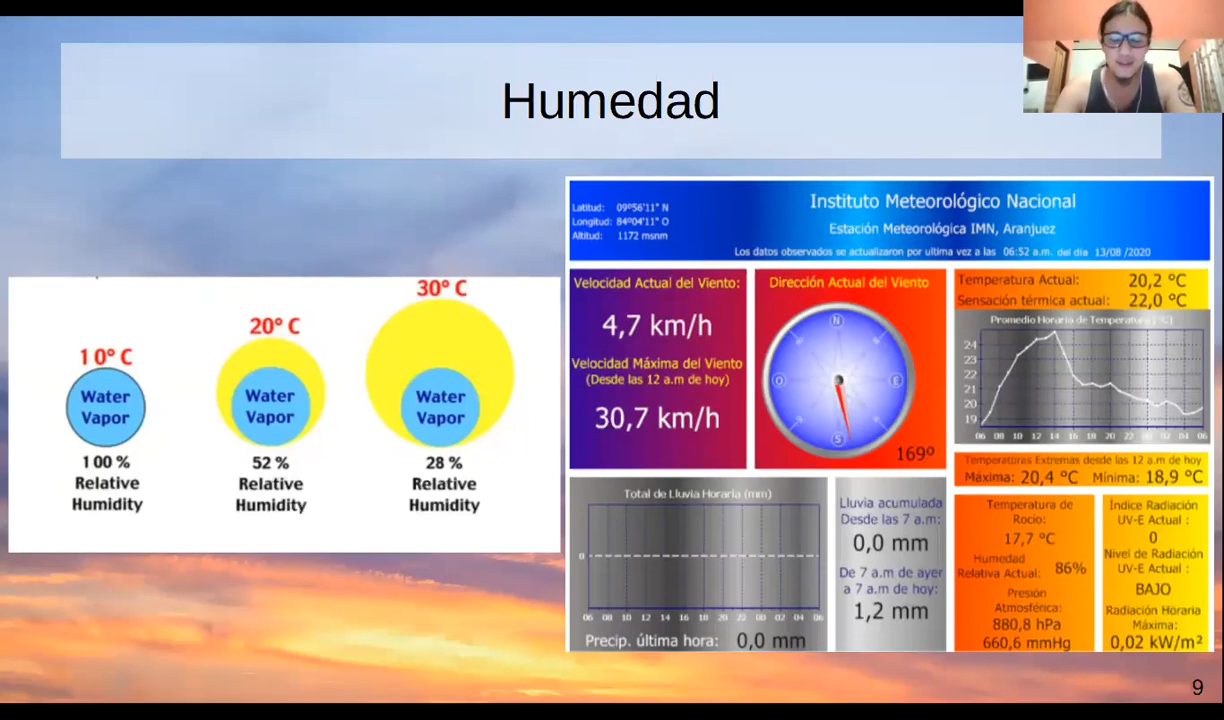 Humedad
10° C
20° C
30° C
Water
Vapor
Water
Vapor
Water
Vapor
100 %
Relative
Humidity
52 %
Relative
Humidity
28 %
Relative
Humidity
Latitud: 09º56'11" N
Longitud: 84º04'11" O
Altitud: 1172 msnm
Instituto Meteorológico Nacional
Estación Meteorológica IMN, Aranjuez
Los datos observados se actualizaron por ultima vez a las 06:52 a.m. del día 13/08 /2020
Velocidad Actual del Viento:
4,7 km/h
Velocidad Máxima del Viento
(Desde las 12 a.m de hoy)
30,7 km/h
Dirección Actual del Viento
N
O
E
S
169º
Temperatura Actual: 20,2 °C
Sensación térmica actual: 22,0 °C
Promedio Horaria de Temperatura (°C)
24
23
22
21
20
19
06 08 10 12 14 16 18 20 22 00 02 04 06
Temperaturas Extremas desde las 12 a.m de hoy
Máxima: 20,4 °C Mínima: 18,9 °C
Total de Lluvia Horaria (mm)
0
06 08 10 12 14 16 18 20 22 00 02 04 06
Precip. última hora: 0,0 mm
Lluvia acumulada
Desde las 7 a.m:
0,0 mm
De 7 a.m de ayer
a 7 a.m de hoy:
1,2 mm
Temperatura de
Rocio:
17,7 °C
Humedad
Relativa Actual: 86%
Presión
Atmosférica:
880,8 hPa
660,6 mmHg
Índice Radiación
UV-E Actual :
0
Nivel de Radiación
UV-E Actual :
BAJO
Radiación Horaria
Máxima:
0,02 kW/m²
9